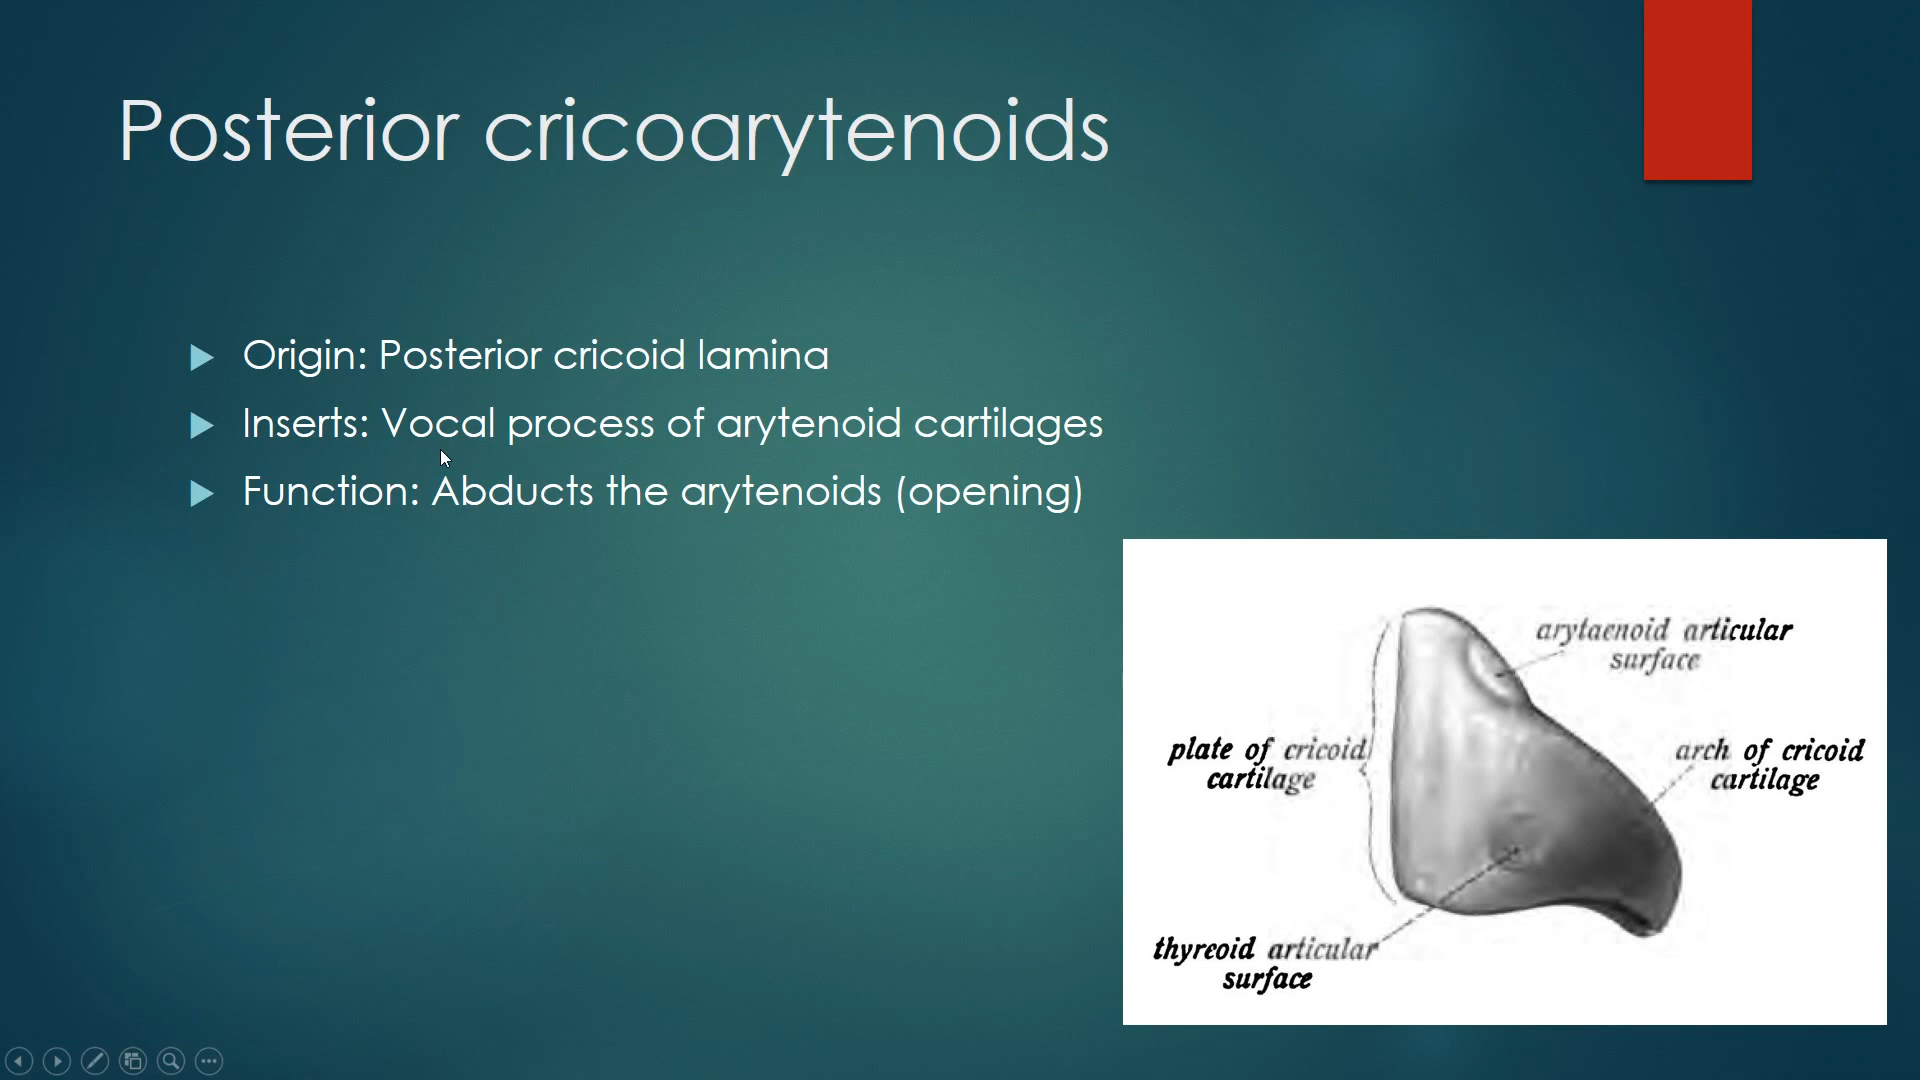 Posterior cricoarytenoids
Origin: Posterior cricoid lamina
Inserts: Vocal process of arytenoid cartilages
Function: Abducts the arytenoids (opening)
arytaenoid articular
surface
plate of cricoid
cartilage
arch of cricoid
cartilage
thyreoid articular
surface